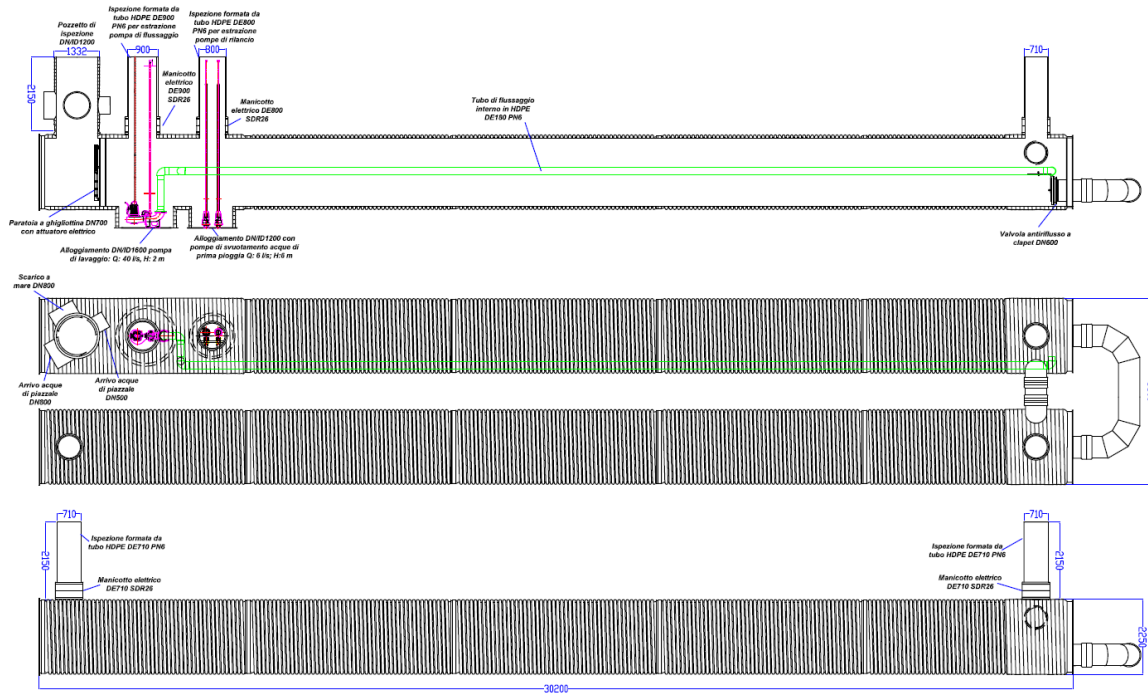 Pozzetto di
ispezione
DN/ID1200
1332
2150
Ispezione formata da
tubo HDPE DE900
PN6 per estrazione
pompa di flussaggio
900
Manicotto
elettrico
DE900
SDR26
Ispezione formata da
tubo HDPE DE800
PN6 per estrazione
pompe di rilancio
800
Manicotto
elettrico DE800
SDR26
Tubo di flussaggio
interno in HDPE
DE180 PN6
710
Paratoia a ghigliottina DN700
con attuatore elettrico
Alloggiamento DN/ID1600 pompa
di lavaggio: Q: 40 l/s, H: 2 m
Alloggiamento DN/ID1200 con
pompe di svuotamento acque di
prima pioggia Q: 6 l/s; H:6 m
Valvola antiriflusso a
clapet DN600
Scarico a
mare DN800
Arrivo acque
di piazzale
DN800
Arrivo acque
di piazzale
DN500
710
2150
Ispezione formata da
tubo HDPE DE710 PN6
Manicotto elettrico
DE710 SDR26
710
2150
Ispezione formata da
tubo HDPE DE710 PN6
Manicotto elettrico
DE710 SDR26
2250
30200